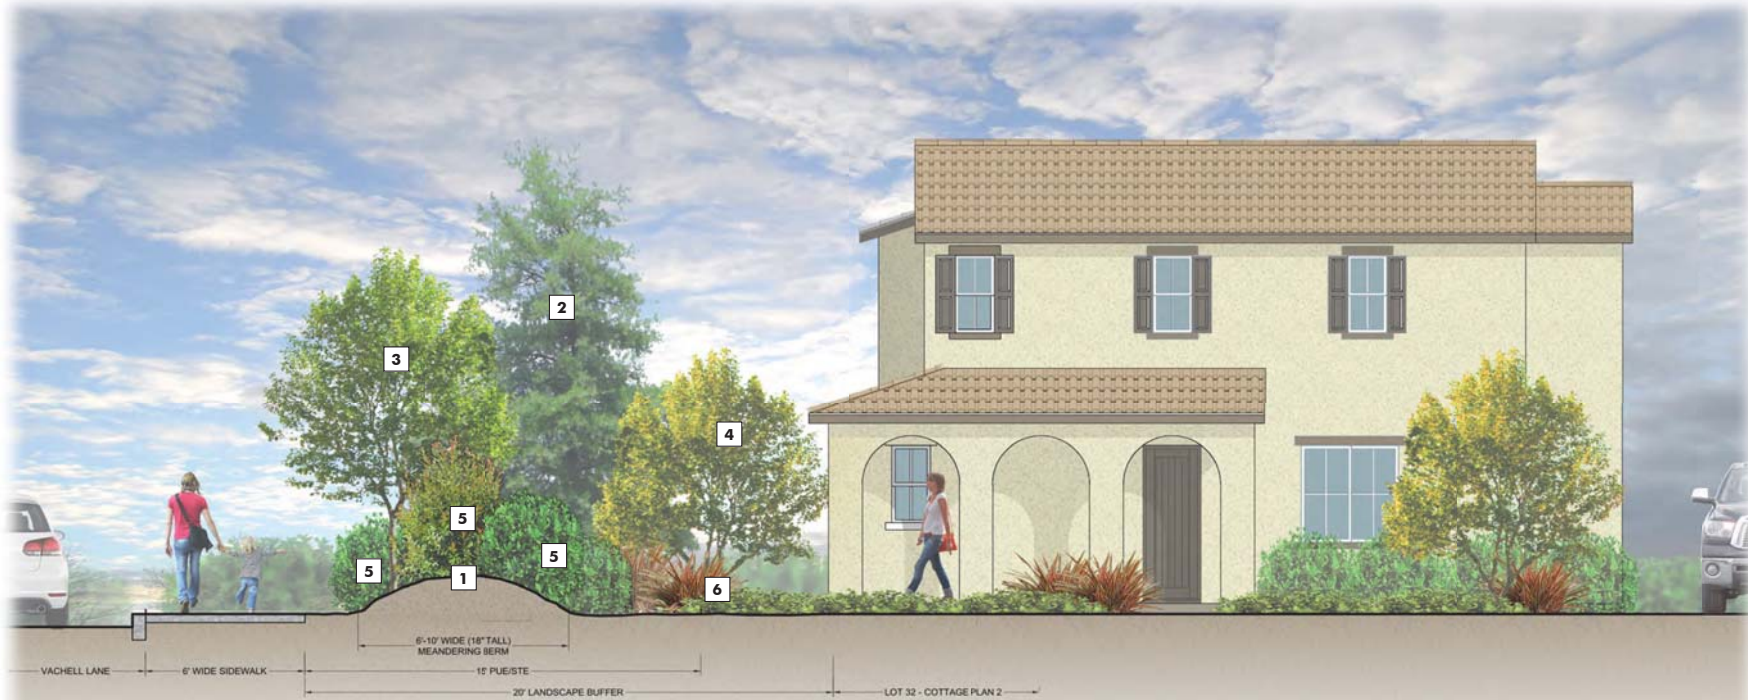 2
3
4
5
5
5
1
6
6'-10' WIDE (18" TALL)
MEANDERING BERM
VACHELL LANE
6' WIDE SIDEWALK
15' PUE/STE
20' LANDSCAPE BUFFER
LOT 32 - COTTAGE PLAN 2